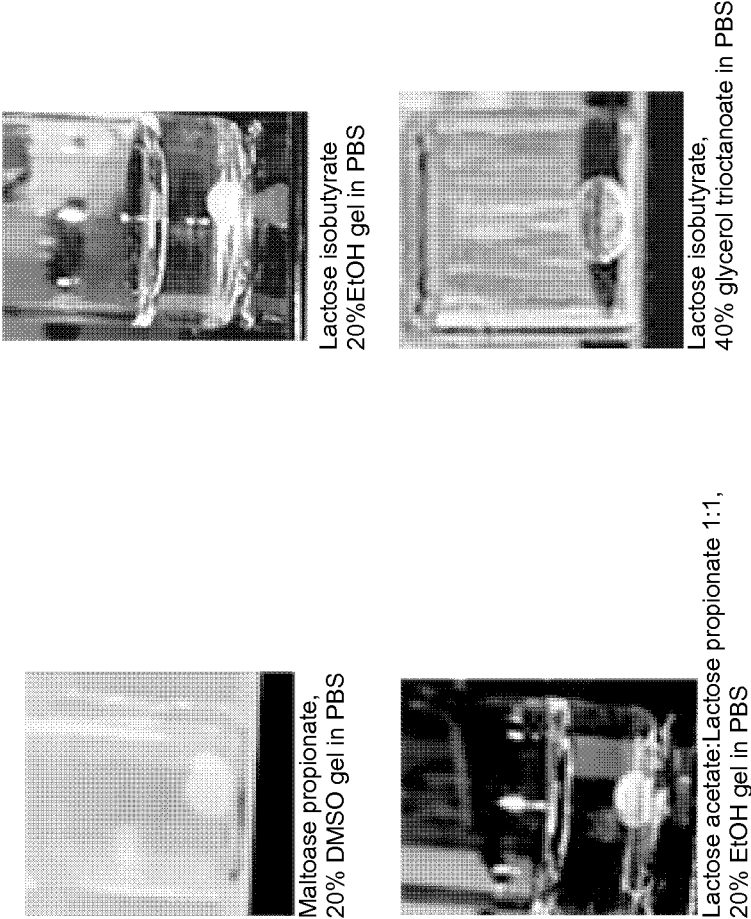 Maltoase propionate,
20% DMSO gel in PBS
Lactose isobutyrate
20%EtOH gel in PBS
Lactose acetate:Lactose propionate 1:1,
20% EtOH gel in PBS
Lactose isobutyrate,
40% glycerol trioctanoate in PBS